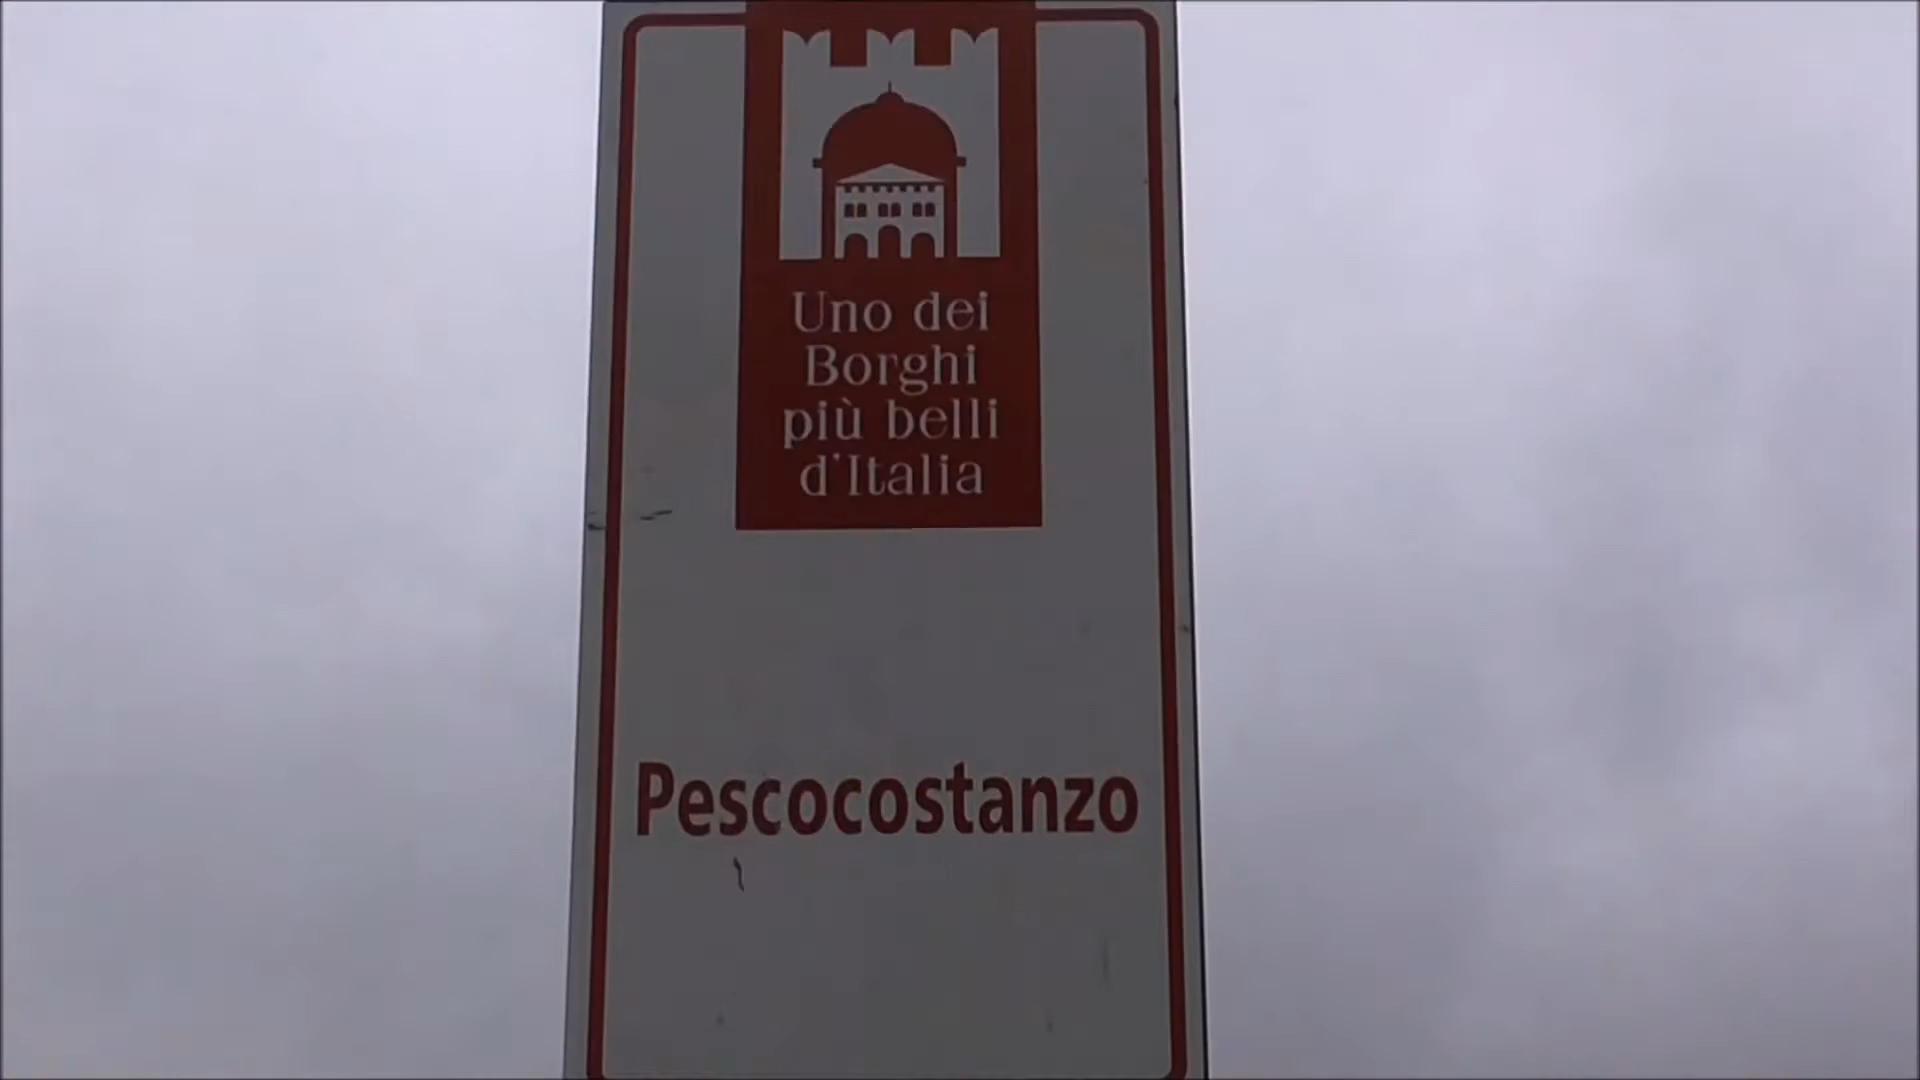 Uno dei
Borghi
più belli
d'Italia
Pescocostanzo